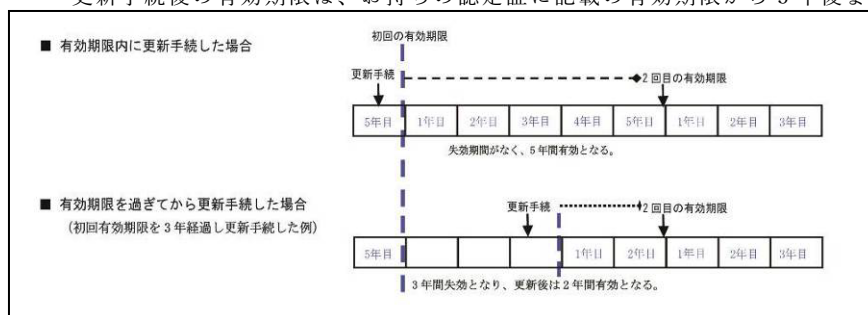 更新手続後の有効期限は、お持ちの認定証に記載の有効期限から5年後ま
■ 有効期限内に更新手続した場合
初回の有効期限
更新手続
2回目の有効期限
5年目 1年目 2年目 3年目 4年目 5年目 1年目 2年目 3年目
失効期間がなく、5年間有効となる。
■ 有効期限を過ぎてから更新手続した場合
(初回有効期限を3年経過し更新手続した例)
更新手続
2回目の有効期限
5年目 1年目 2年目 1年目 2年目 3年目
3年間失効となり、更新後は2年間有効となる。